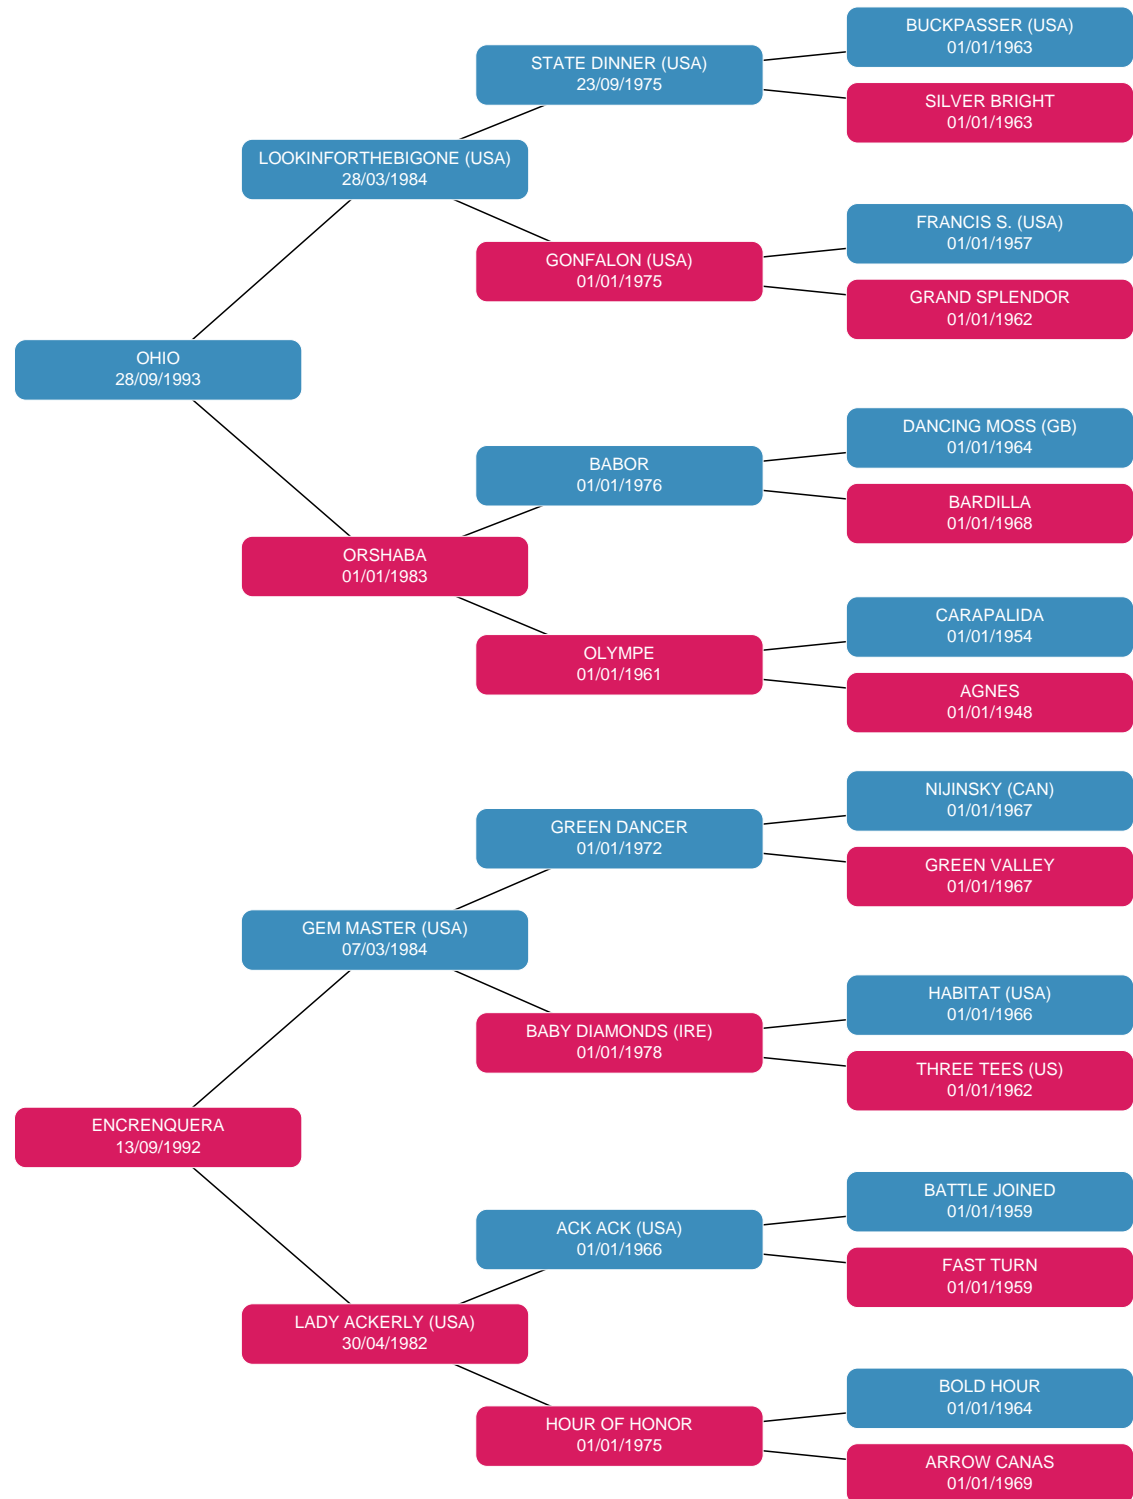 BUCKPASSER (USA)
01/01/1963
STATE DINNER (USA)
23/09/1975
SILVER BRIGHT
01/01/1963
LOOKINFORTHEBIGONE (USA)
28/03/1984
FRANCIS S. (USA)
01/01/1957
GONFALON (USA)
01/01/1975
GRAND SPLENDOR
01/01/1962
OHIO
28/09/1993
DANCING MOSS (GB)
01/01/1964
BABOR
01/01/1976
BARDILLA
01/01/1968
ORSHABA
01/01/1983
CARAPALIDA
01/01/1954
OLYMPE
01/01/1961
AGNES
01/01/1948
NIJINSKY (CAN)
01/01/1967
GREEN DANCER
01/01/1972
GREEN VALLEY
01/01/1967
GEM MASTER (USA)
07/03/1984
HABITAT (USA)
01/01/1966
BABY DIAMONDS (IRE)
01/01/1978
THREE TEES (US)
01/01/1962
ENCRENQUERA
13/09/1992
BATTLE JOINED
01/01/1959
ACK ACK (USA)
01/01/1966
FAST TURN
01/01/1959
LADY ACKERLY (USA)
30/04/1982
BOLD HOUR
01/01/1964
HOUR OF HONOR
01/01/1975
ARROW CANAS
01/01/1969